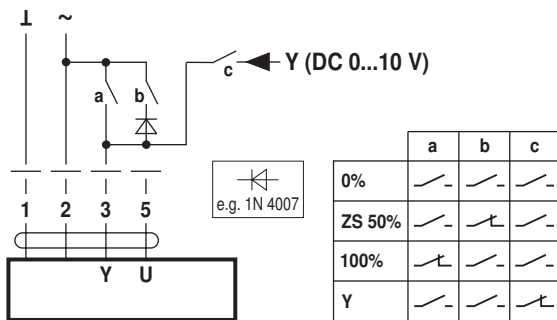 ⊥ ~
c Y (DC 0...10 V)
a b
e.g. 1N 4007
1 2 3 5
Y U
a b c
0%
ZS 50%
100%
Y